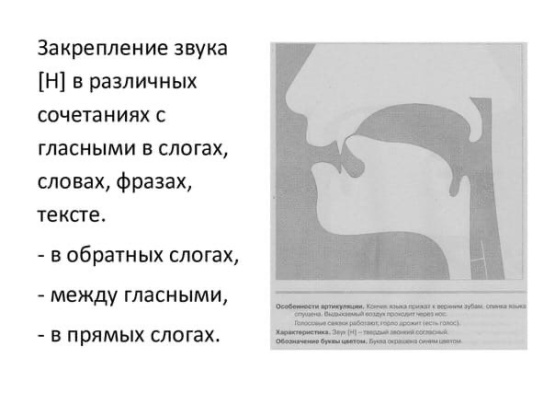 Закрепление звука
[Н] в различных
сочетаниях с
гласными в слогах,
словах, фразах,
тексте.
- в обратных слогах,
- между гласными,
- в прямых слогах.
Особенности артикуляции. Кончик языка прижат к верхним зубам, спинка языка
опущена. Выдыхаемый воздух проходит через нос.
Голосовые связки работают, горло дрожит (есть голос).
Характеристика. Звук [Н] – твердый звонкий согласный.
Обозначение буквы цветом. Буква окрашена синим цветом.